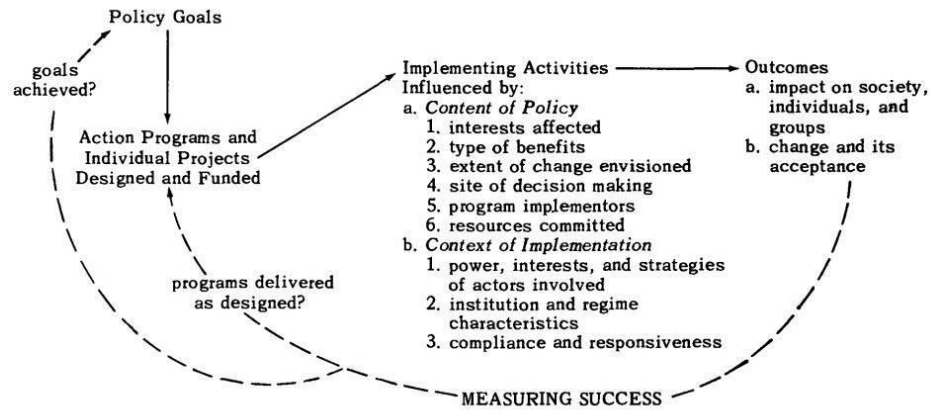 Policy Goals
goals
achieved?
Action Programs and
Individual Projects
Designed and Funded
programs delivered
as designed?
Implementing Activities
Influenced by:
a. Content of Policy
1. interests affected
2. type of benefits
3. extent of change envisioned
4. site of decision making
5. program implementors
6. resources committed
b. Context of Implementation
1. power, interests, and strategies
of actors involved
2. institution and regime
characteristics
3. compliance and responsiveness
Outcomes
a. impact on society,
individuals, and
groups
b. change and its
acceptance
MEASURING SUCCESS